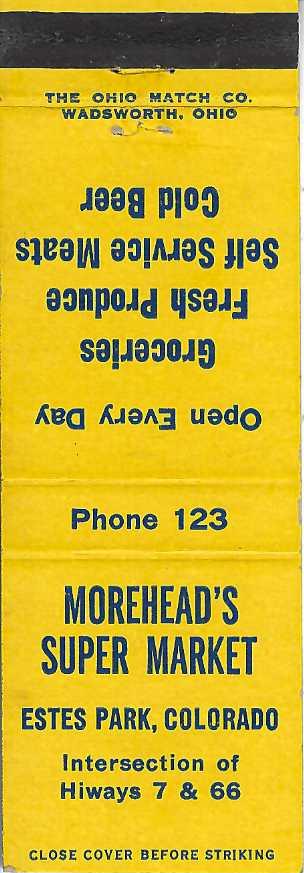 THE OHIO MATCH CO.
WADSWORTH, OHIO
Open Every Day
Groceries
Fresh Produce
Self Service Meats
Cold Beer
Phone 123
MOREHEAD'S
SUPER MARKET
ESTES PARK, COLORADO
Intersection of
Hiways 7 & 66
CLOSE COVER BEFORE STRIKING